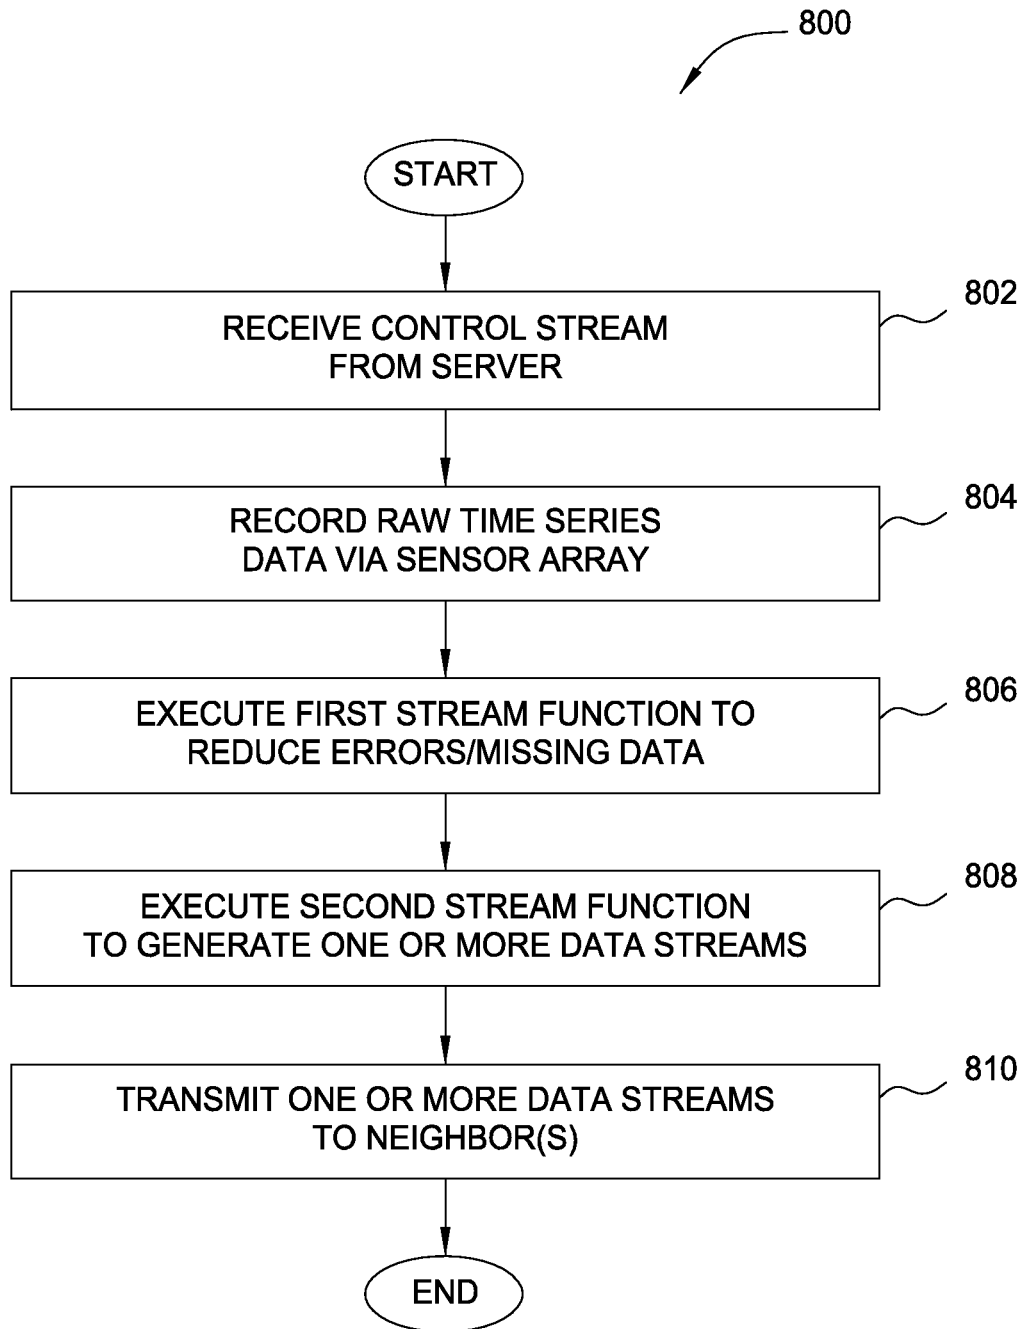 800
START
802
RECEIVE CONTROL STREAM
FROM SERVER
804
RECORD RAW TIME SERIES
DATA VIA SENSOR ARRAY
806
EXECUTE FIRST STREAM FUNCTION TO
REDUCE ERRORS/MISSING DATA
808
EXECUTE SECOND STREAM FUNCTION
TO GENERATE ONE OR MORE DATA STREAMS
810
TRANSMIT ONE OR MORE DATA STREAMS
TO NEIGHBOR(S)
END